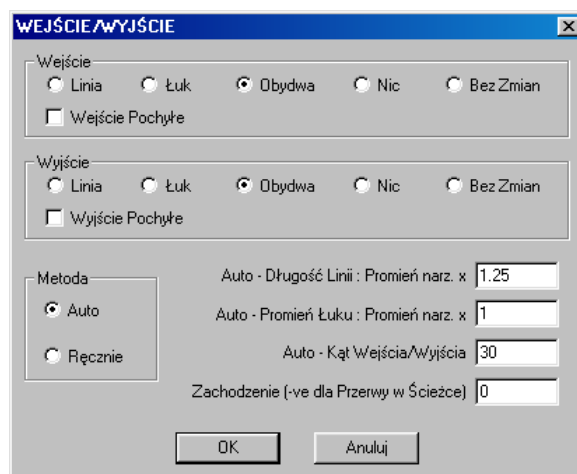 WEJŚCIE/WYJŚCIE
Wejście
Linia Łuk Obydwa Nic Bez Zmian
Wejście Pochyłe
Wyjście
Linia Łuk Obydwa Nic Bez Zmian
Wyjście Pochyłe
Metoda
Auto
Ręcznie
Auto - Długość Linii : Promień narz. x 1.25
Auto - Promień Łuku : Promień narz. x 1
Auto - Kąt Wejścia/Wyjścia 30
Zachodzenie (-ve dla Przerwy w Ścieżce) 0
OK Anuluj